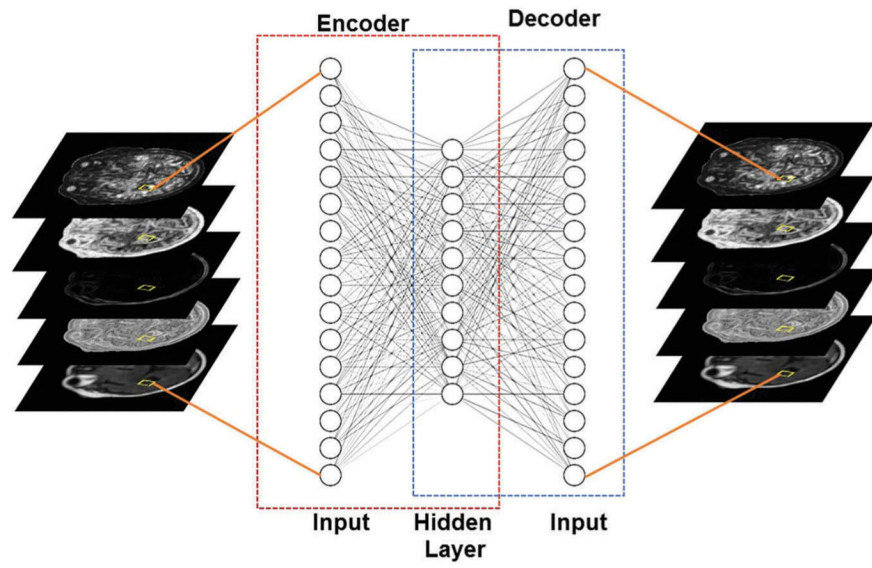 Encoder
Decoder
Input
Hidden
Layer
Input